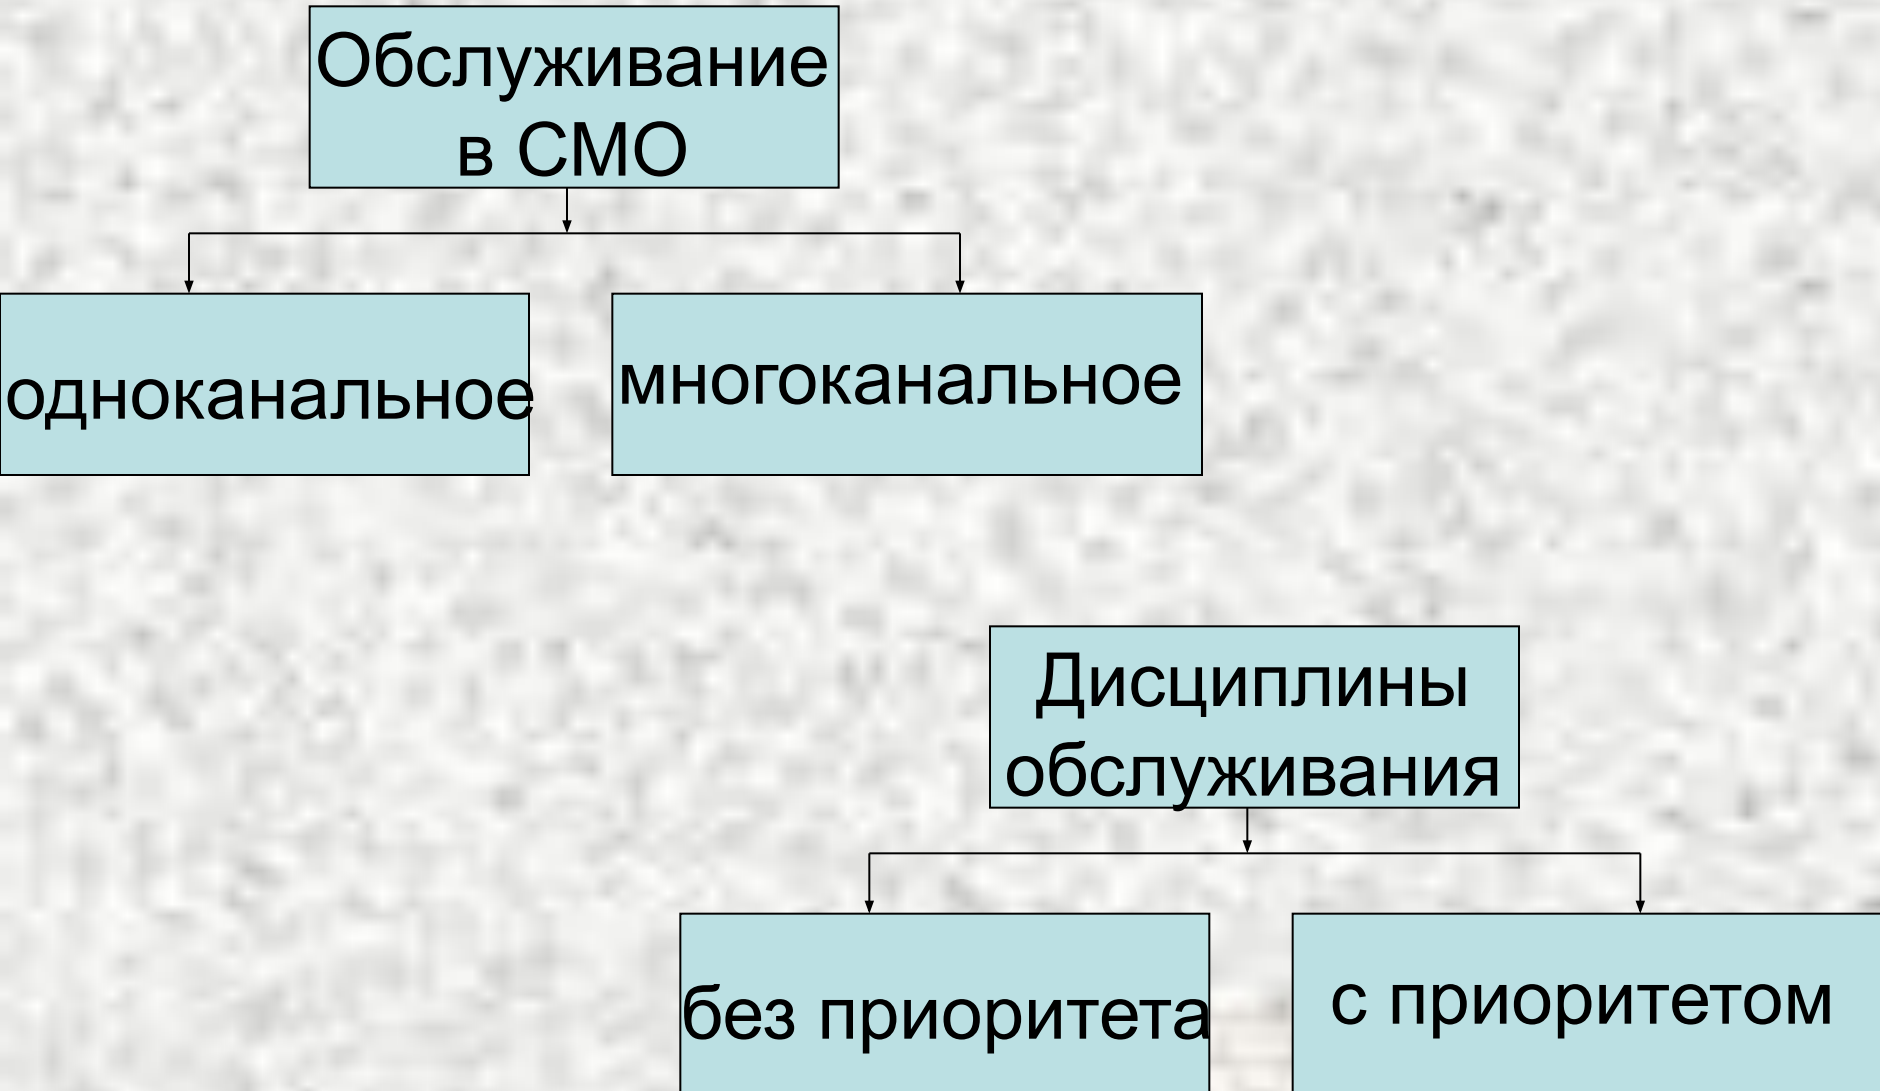 Обслуживание
в СМО
одноканальное
многоканальное
Дисциплины
обслуживания
без приоритета
с приоритетом